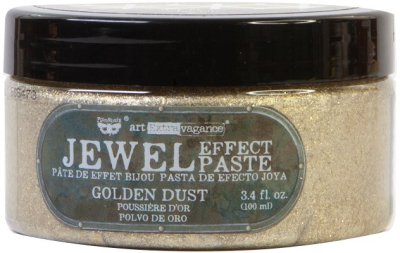 PrimaMarketing
art Extravagance®
JEWEL EFFECT PASTE
PÂTE DE EFFET BIJOU PASTA DE EFECTO JOYA
GOLDEN DUST 3.4 fl. oz.
POUSSIÈRE D'OR (100 ml)
POLVO DE ORO